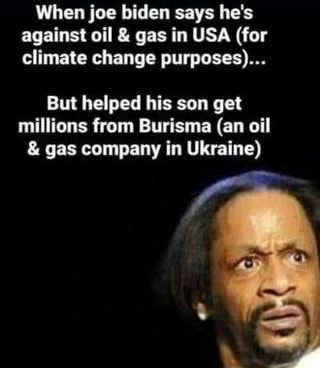 When joe biden says he's
against oil & gas in USA (for
climate change purposes)...
But helped his son get
millions from Burisma (an oil
& gas company in Ukraine)